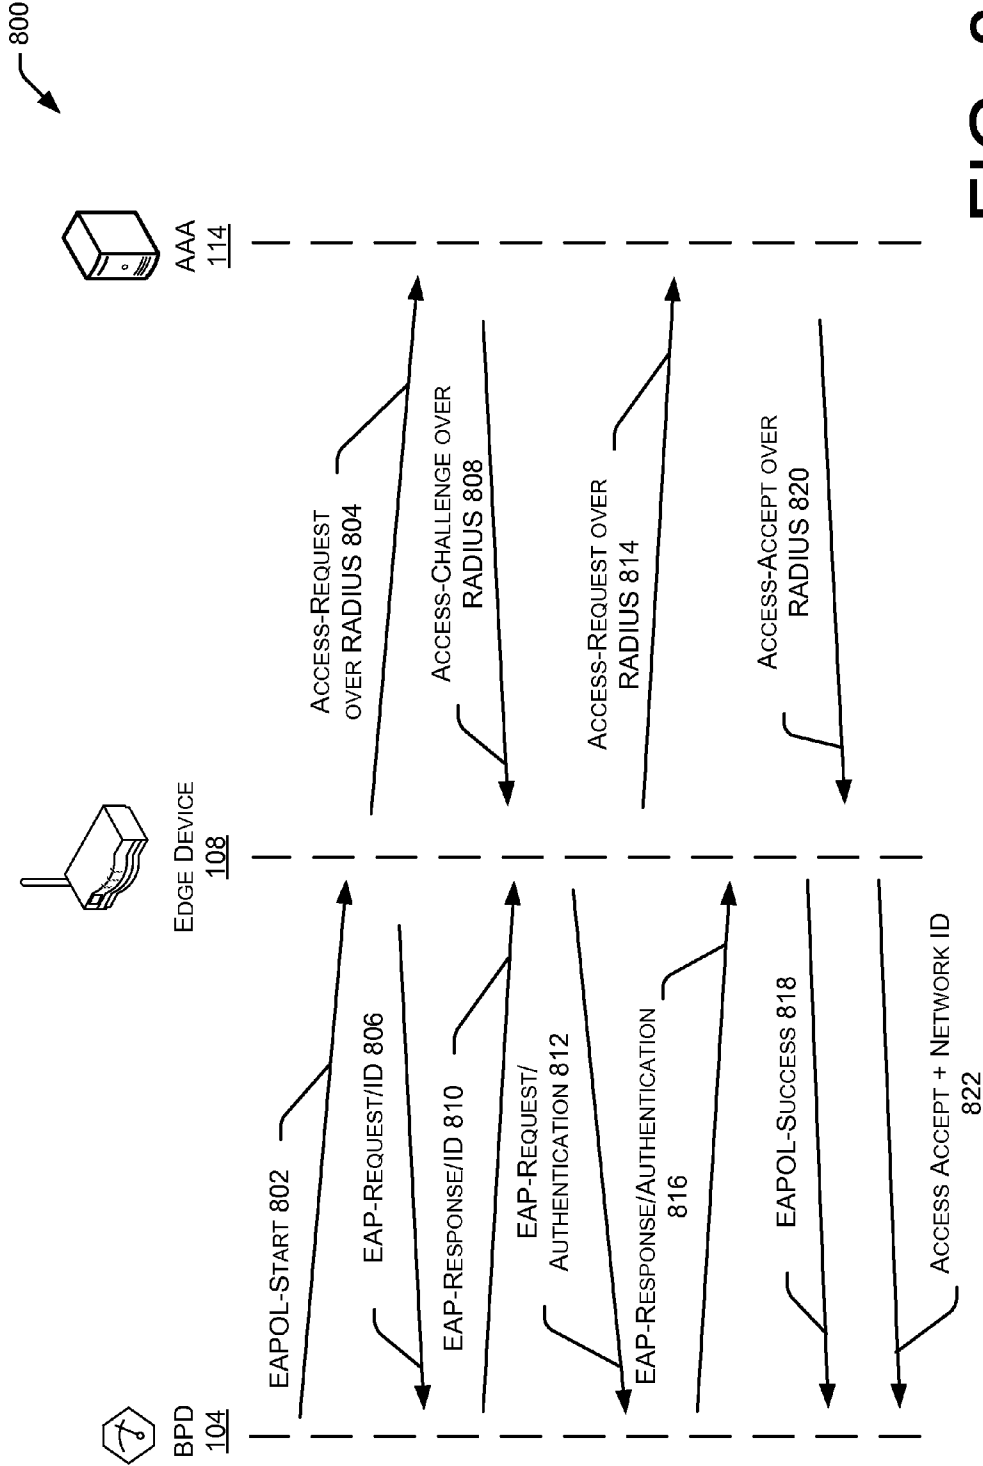 800
BPD
104
EDGE DEVICE
108
AAA
114
EAPOL-START 802
ACCESS-REQUEST
OVER RADIUS 804
EAP-REQUEST/ID 806
ACCESS-CHALLENGE OVER
RADIUS 808
EAP-RESPONSE/ID 810
EAP-REQUEST/
AUTHENTICATION 812
ACCESS-REQUEST OVER
RADIUS 814
EAP-RESPONSE/AUTHENTICATION
816
EAPOL-SUCCESS 818
ACCESS-ACCEPT OVER
RADIUS 820
ACCESS ACCEPT + NETWORK ID
822
FIG.